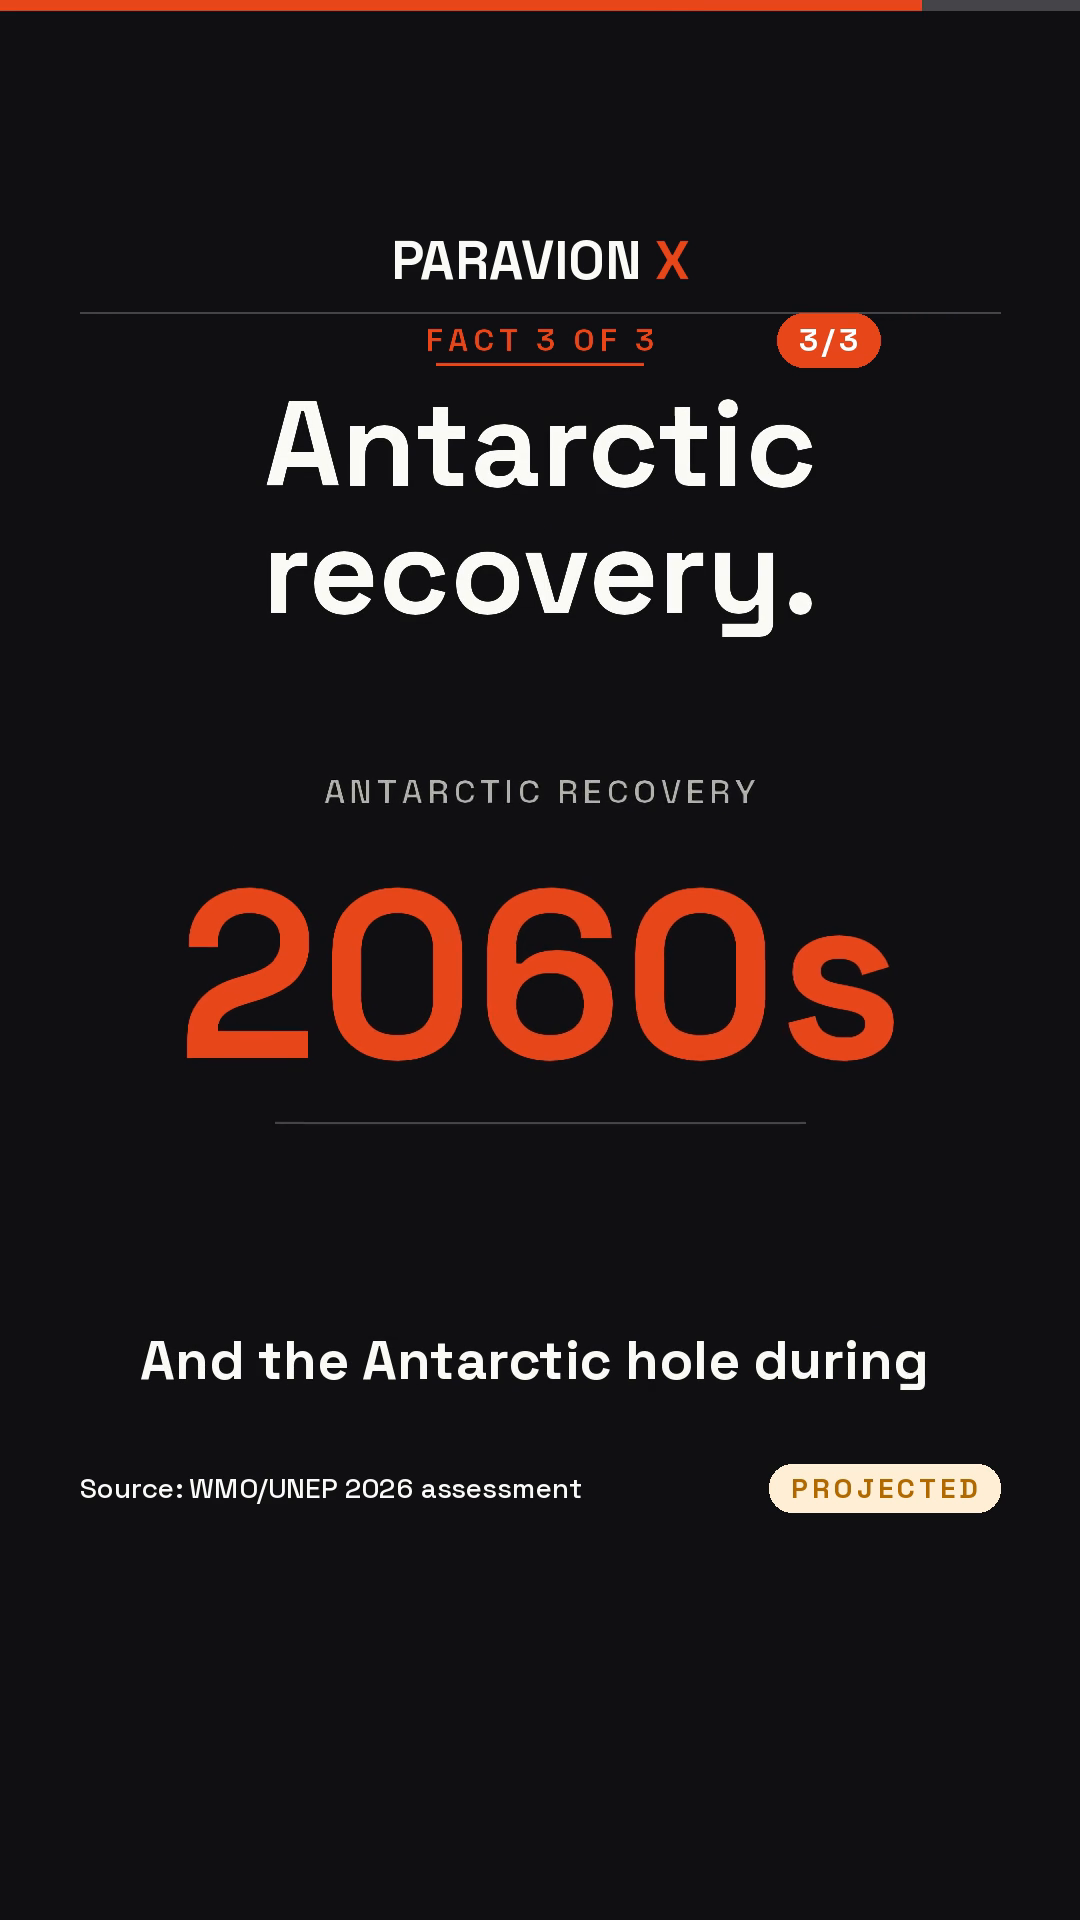 PARAVION X
FACT 3 OF 3
3/3
Antarctic
recovery.
ANTARCTIC RECOVERY
2060s
And the Antarctic hole during
Source: WMO/UNEP 2026 assessment
PROJECTED